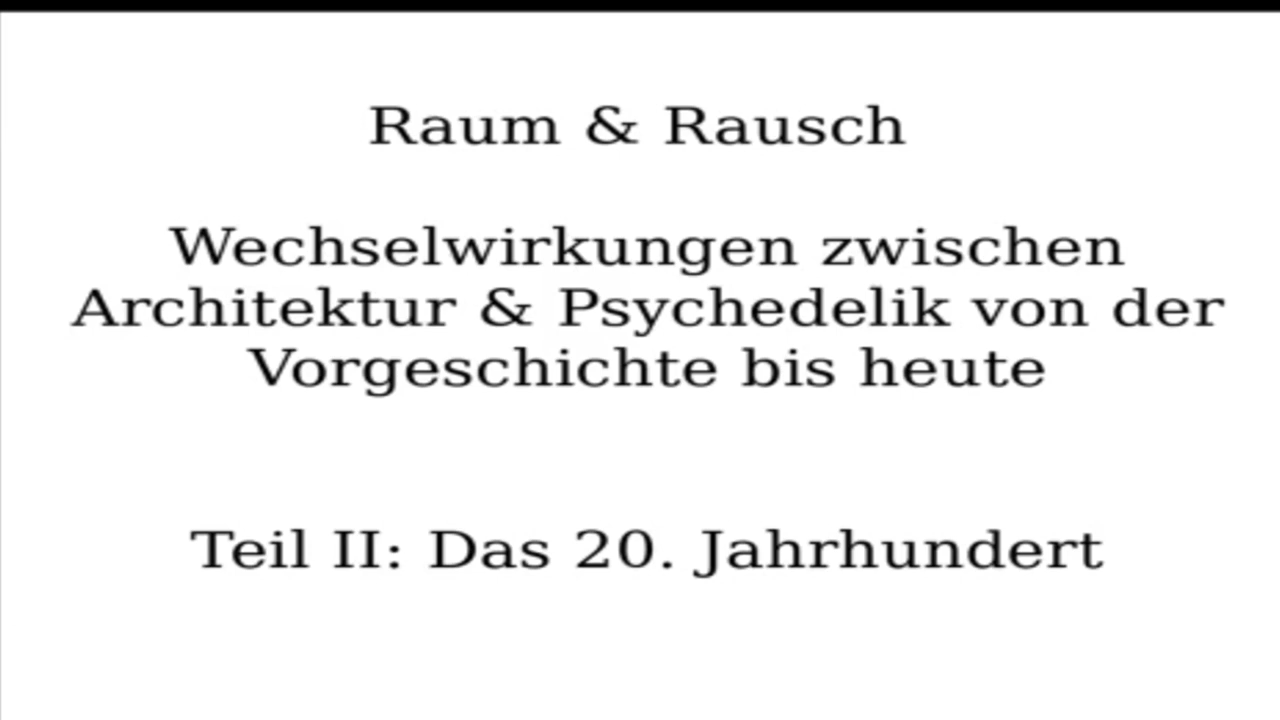 Raum & Rausch
Wechselwirkungen zwischen
Architektur & Psychedelik von der
Vorgeschichte bis heute
Teil II: Das 20. Jahrhundert